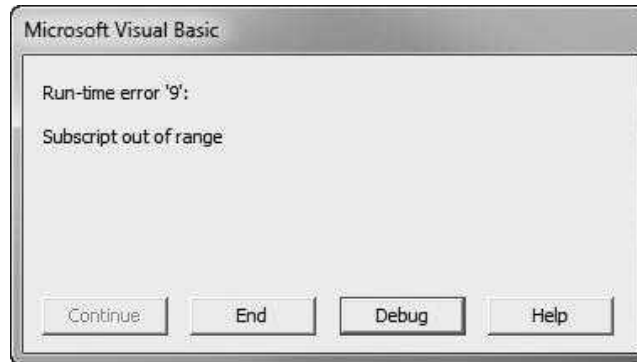 Microsoft Visual Basic
Run-time error '9':
Subscript out of range
Continue
End
Debug
Help